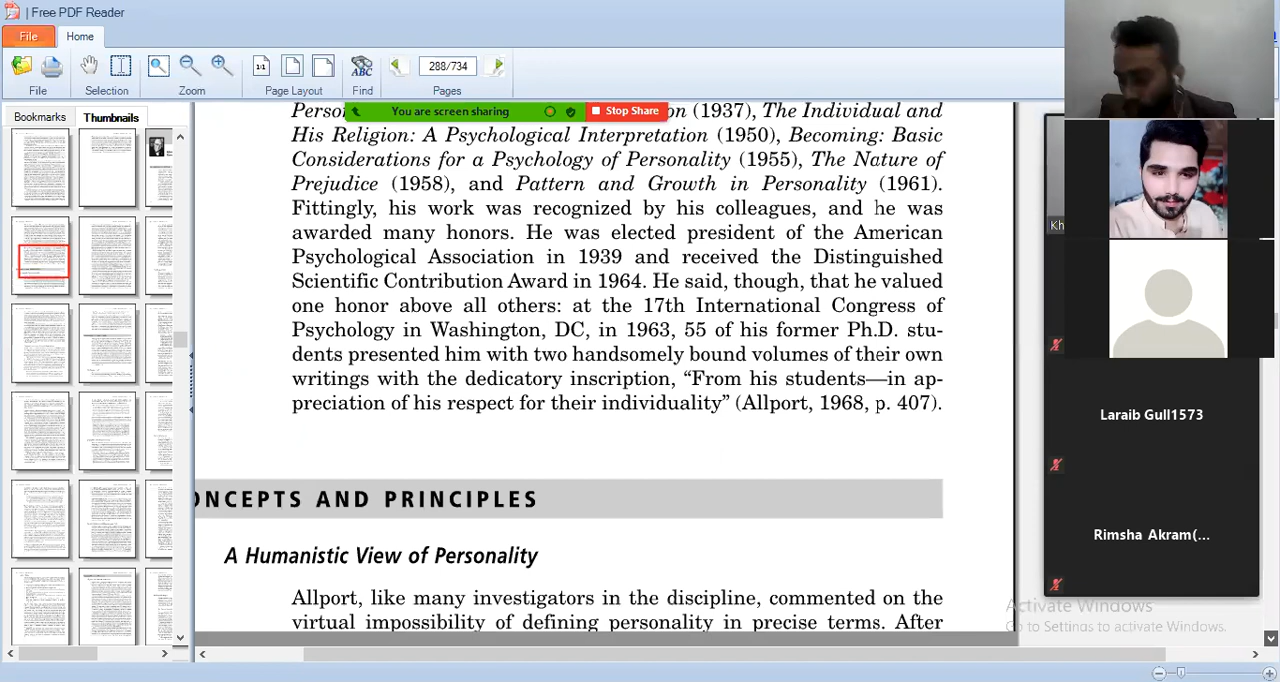 | Free PDF Reader
File
Home
1:1
ABC
288/734
File
Selection
Zoom
Page Layout
Find
Pages
Bookmarks
Thumbnails
You are screen sharing
Stop Share
on (1937), The Individual and
His Religion: A Psychological Interpretation (1950), Becoming: Basic
Considerations for a Psychology of Personality (1955), The Nature of
Prejudice (1958), and Pattern and Growth in Personality (1961).
Fittingly, his work was recognized by his colleagues, and he was
awarded many honors. He was elected president of the American
Psychological Association in 1939 and received the Distinguished
Scientific Contribution Award in 1964. He said, though, that he valued
one honor above all others: at the 17th International Congress of
Psychology in Washington, DC, in 1963, 55 of his former Ph.D. stu-
dents presented him with two handsomely bound volumes of their own
writings with the dedicatory inscription, “From his students—in ap-
preciation of his respect for their individuality” (Allport, 1968, p. 407).
ONCEPTS AND PRINCIPLES
A Humanistic View of Personality
Allport, like many investigators in the discipline, commented on the
virtual impossibility of defining personality in precise terms. After
Kh
Laraib Gull1573
Rimsha Akram(...
Activate Windows
Go to Settings to activate Windows.